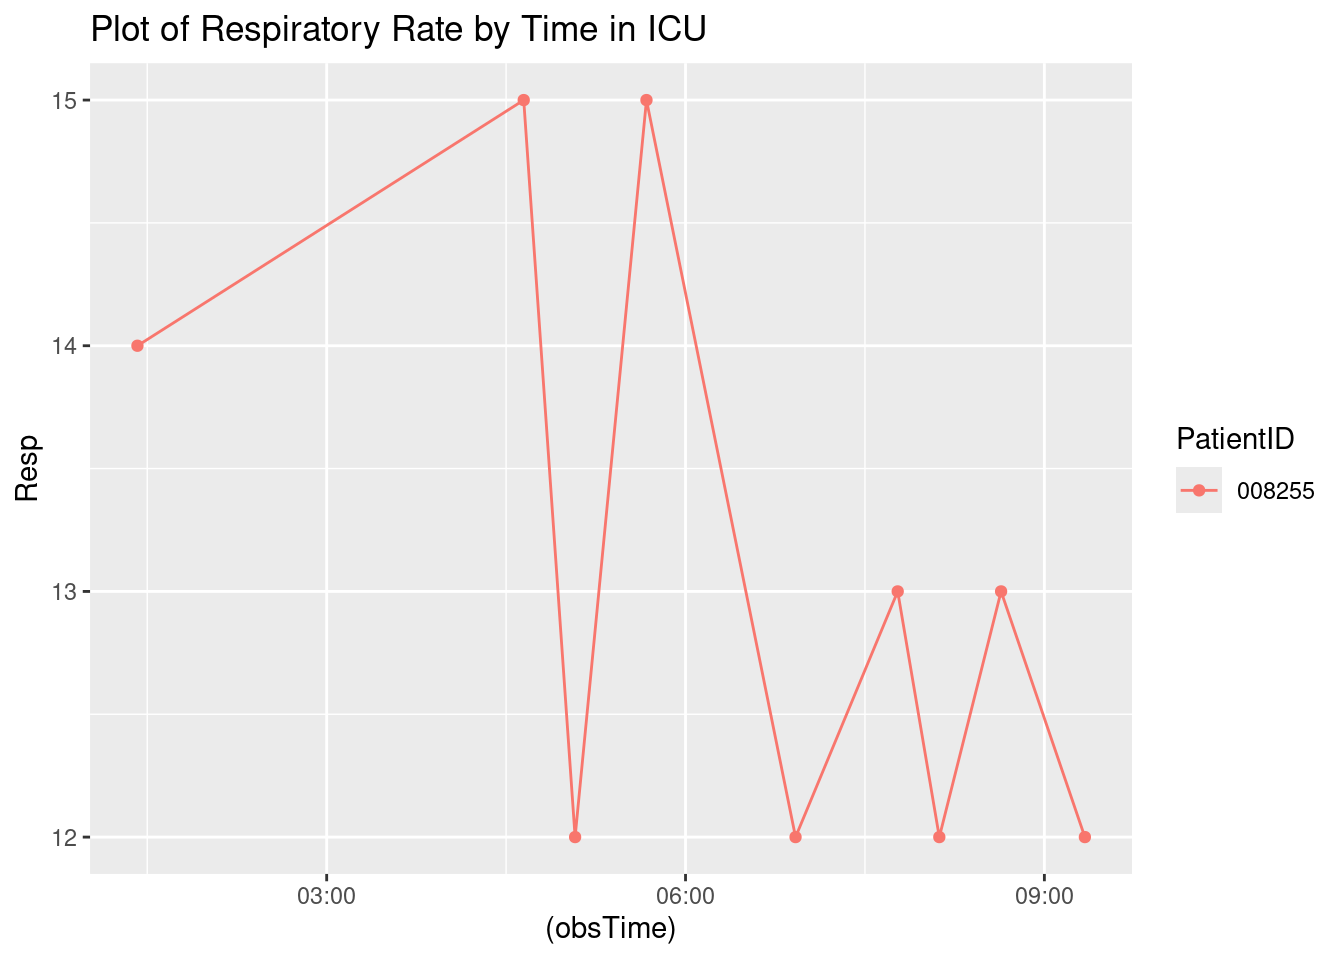 Plot of Respiratory Rate by Time in ICU
15
14
13
12
Resp
03:00
06:00
09:00
(obsTime)
PatientID
008255